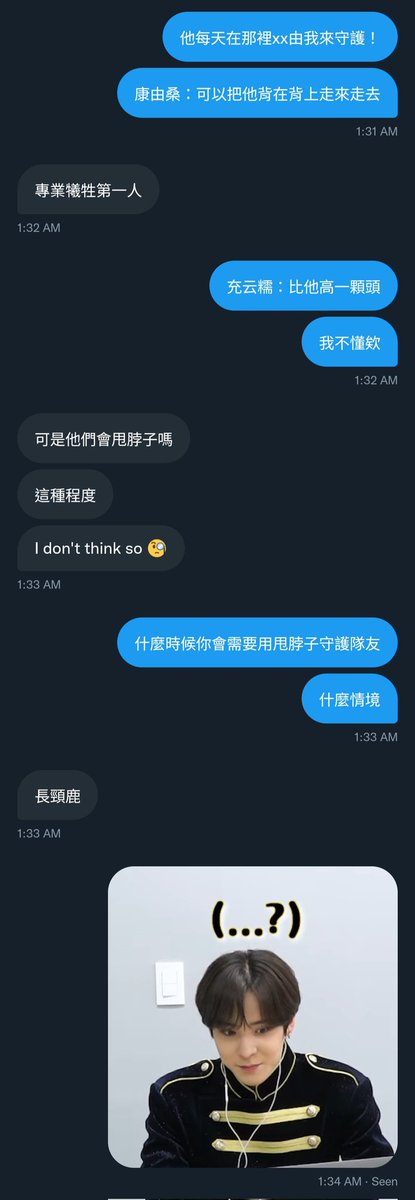 他每天在那裡xx由我來守護！
康由桑：可以把他背在背上走來走去
1:31 AM
專業犧牲第一人
1:32 AM
充云糯：比他高一顆頭
我不懂欸
1:32 AM
可是他們會甩脖子嗎
這種程度
I don't think so 🧐
1:33 AM
什麼時候你會需要用甩脖子守護隊友
什麼情境
1:33 AM
長頸鹿
1:33 AM
(...?)
1:34 AM · Seen